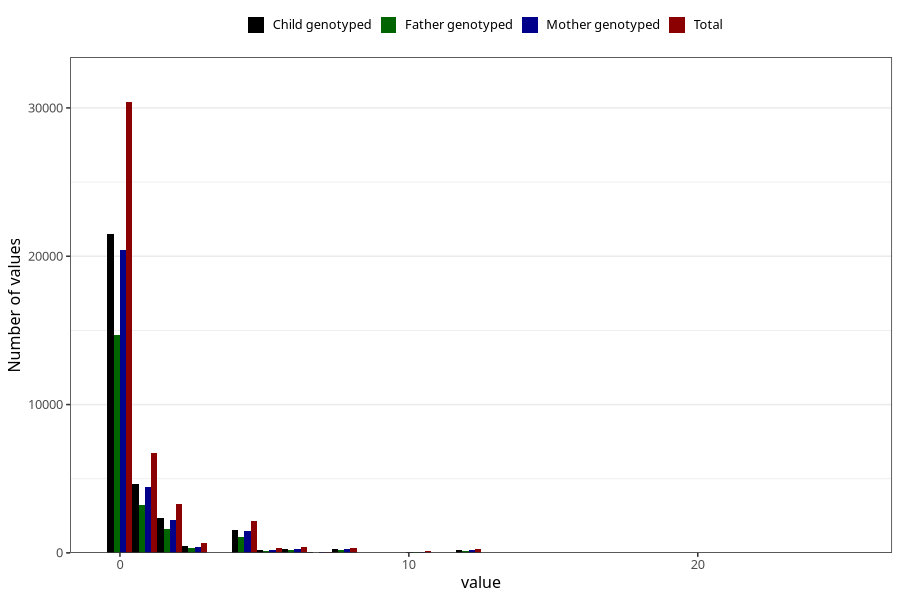 Child genotyped Father genotyped Mother genotyped Total
Number of values
30000
20000
10000
0
0 10 20
value